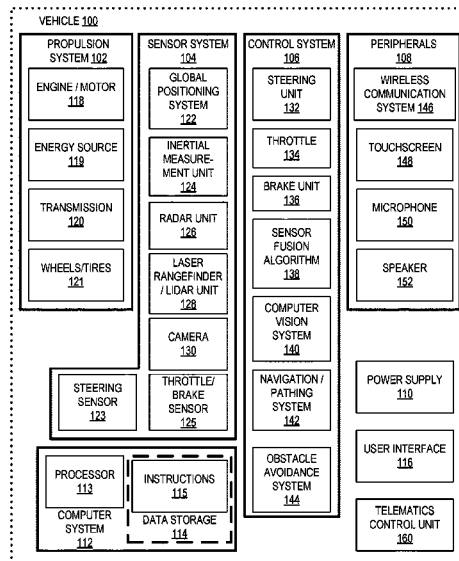 VEHICLE 100
PROPULSION
SYSTEM 102
ENGINE / MOTOR
118
ENERGY SOURCE
119
TRANSMISSION
120
WHEELS/TIRES
121
SENSOR SYSTEM
104
GLOBAL
POSITIONING
SYSTEM
122
INERTIAL
MEASURE-
MENT UNIT
124
RADAR UNIT
126
LASER
RANGEFINDER
/ LIDAR UNIT
128
CAMERA
130
STEERING
SENSOR
123
THROTTLE/
BRAKE
SENSOR
125
CONTROL SYSTEM
106
STEERING
UNIT
132
THROTTLE
134
BRAKE UNIT
136
SENSOR
FUSION
ALGORITHM
138
COMPUTER
VISION
SYSTEM
140
NAVIGATION /
PATHING
SYSTEM
142
OBSTACLE
AVOIDANCE
SYSTEM
144
PERIPHERALS
108
WIRELESS
COMMUNICATION
SYSTEM 146
TOUCHSCREEN
148
MICROPHONE
150
SPEAKER
152
PROCESSOR
113
COMPUTER
SYSTEM
112
INSTRUCTIONS
115
DATA STORAGE
114
POWER SUPPLY
110
USER INTERFACE
116
TELEMATICS
CONTROL UNIT
160